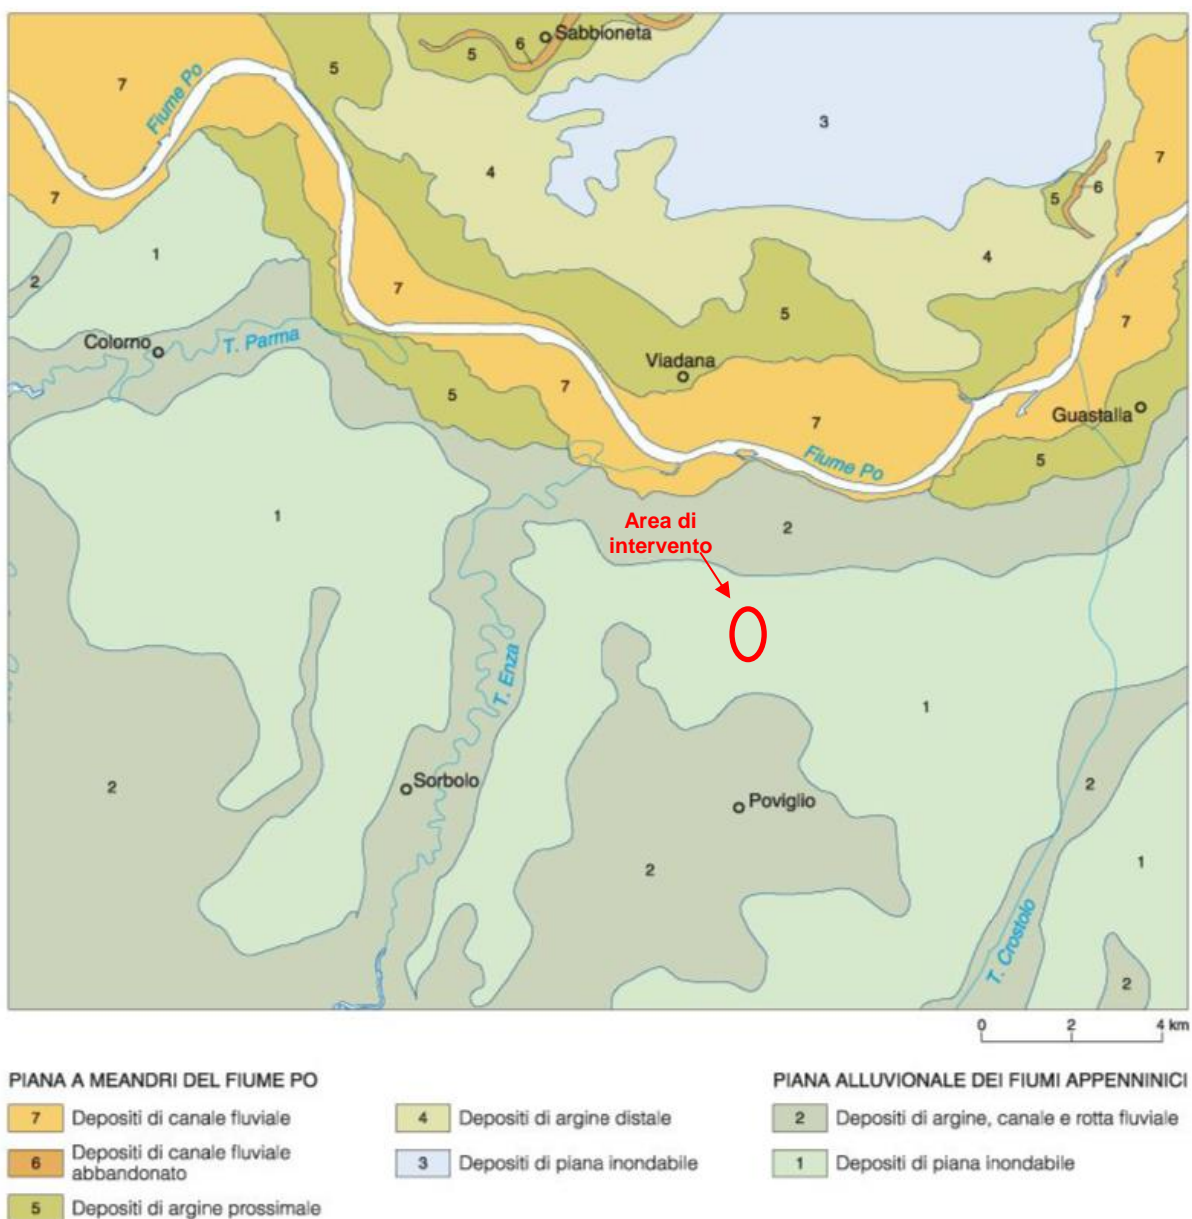 Sabbioneta
6
5
5
7
Fiume Po
3
4
7
7
5
6
1
4
2
7
5
7
Colorno
T. Parma
Viadana
7
5
7
Guastalla
Fiume Po
5
1
Area di
intervento
2
T. Enza
1
2
Sorbolo
2
Poviglio
2
1
T. Crostolo
2
0 2 4 km
PIANA A MEANDRI DEL FIUME PO
7 Depositi di canale fluviale
6 Depositi di canale fluviale
abbandonato
5 Depositi di argine prossimale
4 Depositi di argine distale
3 Depositi di piana inondabile
PIANA ALLUVIONALE DEI FIUMI APPENNINICI
2 Depositi di argine, canale e rotta fluviale
1 Depositi di piana inondabile